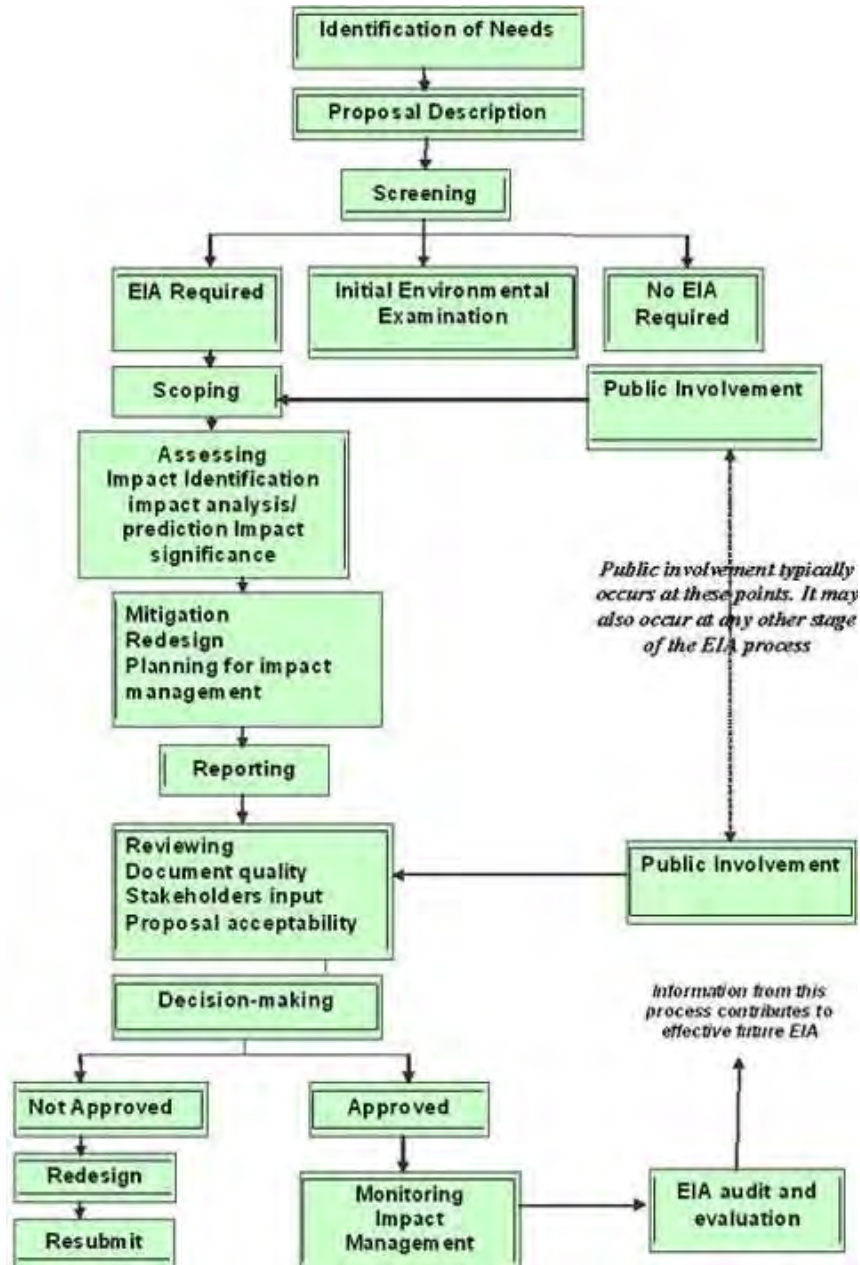 Identification of Needs
Proposal Description
Screening
EIA Required
Initial Environmental
Examination
No EIA
Required
Scoping
Public Involvement
Assessing
Impact Identification
impact analysis/
prediction Impact
significance
Public involvement typically
occurs at these points. It may
also occur at any other stage
of the EIA process
Mitigation
Redesign
Planning for impact
management
Reporting
Reviewing
Document quality
Stakeholders input
Proposal acceptability
Public Involvement
Decision-making
Information from this
process contributes to
effective future EIA
Not Approved
Approved
Redesign
Resubmit
Monitoring
Impact
Management
EIA audit and
evaluation